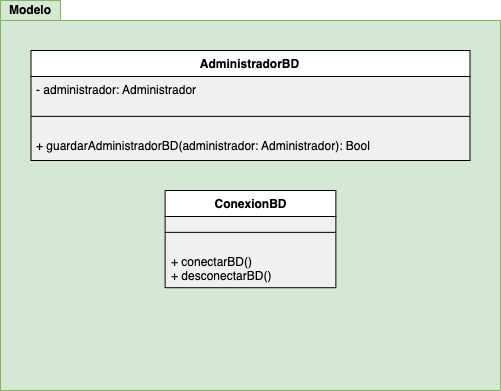 Modelo
AdministradorBD
- administrador: Administrador
+ guardarAdministradorBD(administrador: Administrador): Bool
ConexionBD
+ conectarBD()
+ desconectarBD()